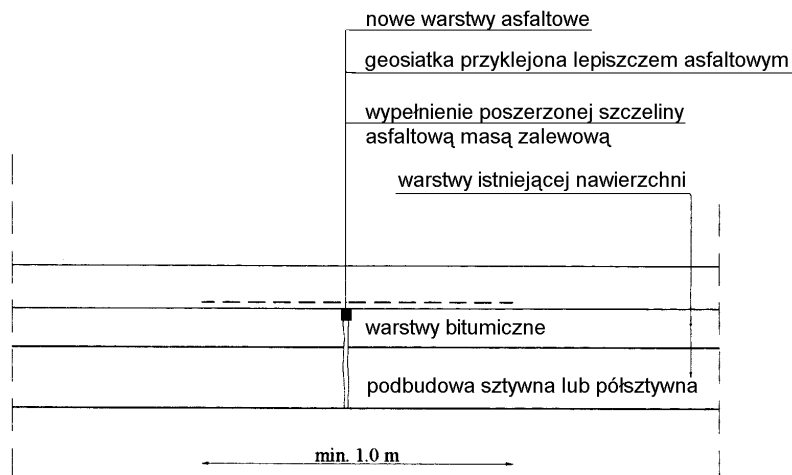 nowe warstwy asfaltowe
geosiatka przyklejona lepiszczem asfaltowym
wypełnienie poszerzonej szczeliny
asfaltową masą zalewową
warstwy istniejącej nawierzchni
warstwy bitumiczne
podbudowa sztywna lub półsztywna
min. 1.0 m